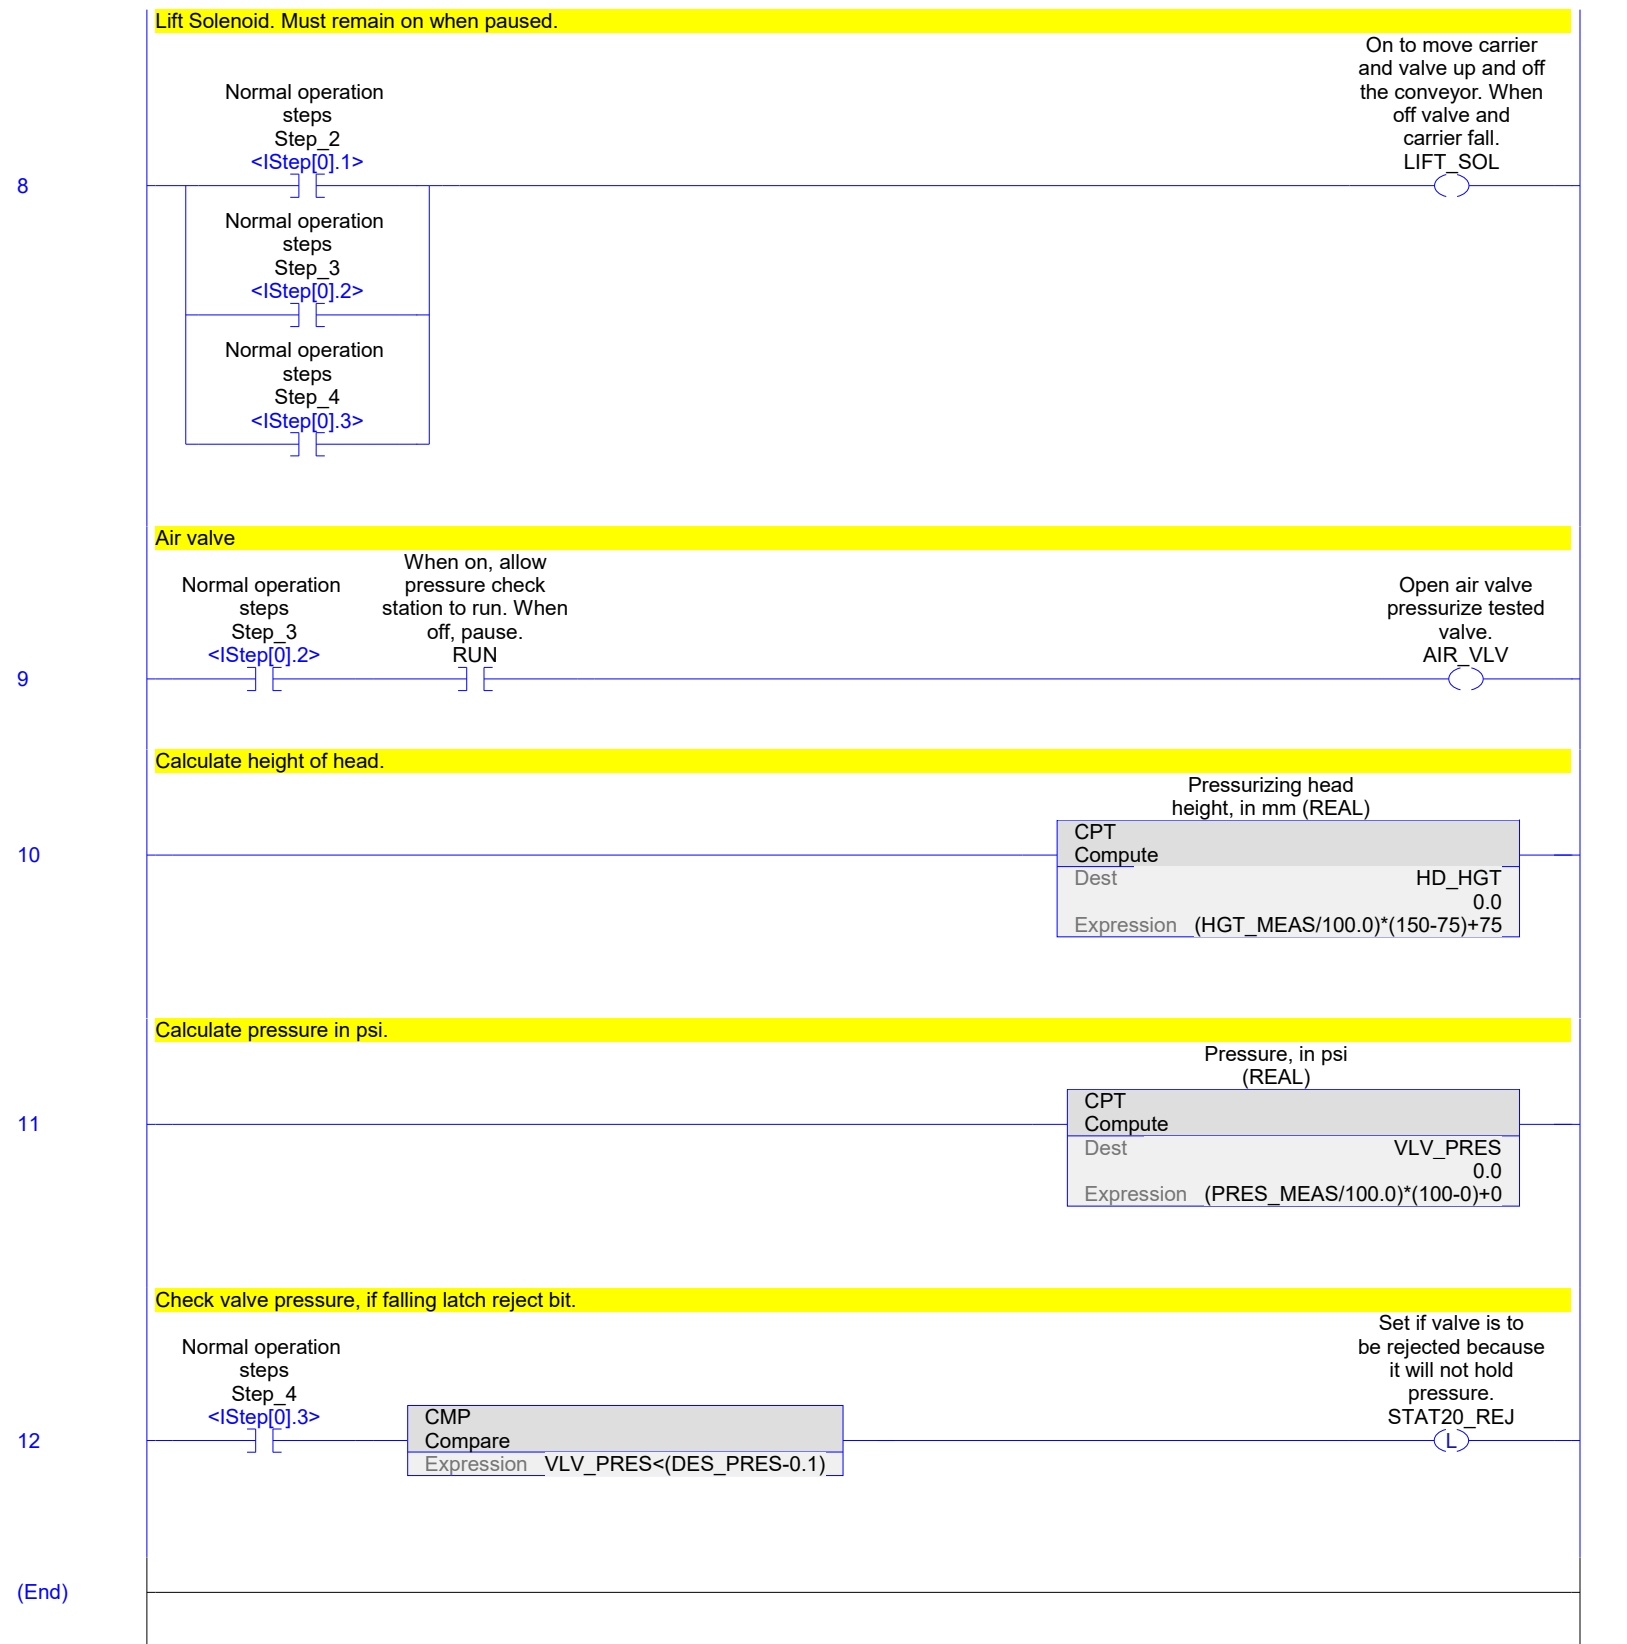 Lift Solenoid. Must remain on when paused.
On to move carrier
and valve up and off
the conveyor. When
off valve and
carrier fall.
LIFT_SOL
Normal operation
steps
Step_2
<IStep[0].1>
8
Normal operation
steps
Step_3
<IStep[0].2>
Normal operation
steps
Step_4
<IStep[0].3>
Air valve
Normal operation
steps
Step_3
<IStep[0].2>
When on, allow
pressure check
station to run. When
off, pause.
RUN
Open air valve
pressurize tested
valve.
AIR_VLV
9
Calculate height of head.
Pressurizing head
height, in mm (REAL)
10
CPT
Compute
Dest HD_HGT
0.0
Expression (HGT_MEAS/100.0)*(150-75)+75
Calculate pressure in psi.
Pressure, in psi
(REAL)
11
CPT
Compute
Dest VLV_PRES
0.0
Expression (PRES_MEAS/100.0)*(100-0)+0
Check valve pressure, if falling latch reject bit.
Normal operation
steps
Step_4
<IStep[0].3>
Set if valve is to
be rejected because
it will not hold
pressure.
STAT20_REJ
12
CMP
Compare
Expression VLV_PRES<(DES_PRES-0.1)
L
(End)